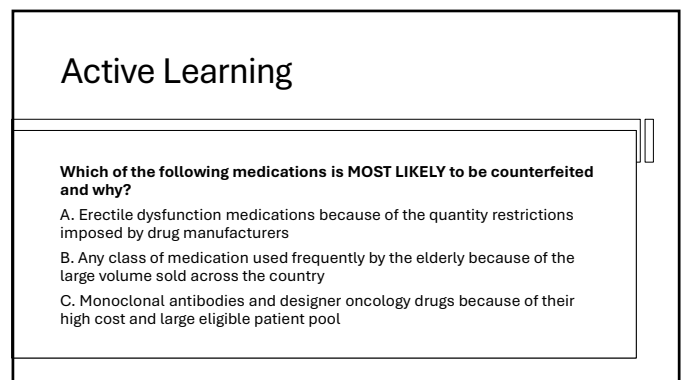 Active Learning
Which of the following medications is MOST LIKELY to be counterfeited
and why?
A. Erectile dysfunction medications because of the quantity restrictions
imposed by drug manufacturers
B. Any class of medication used frequently by the elderly because of the
large volume sold across the country
C. Monoclonal antibodies and designer oncology drugs because of their
high cost and large eligible patient pool